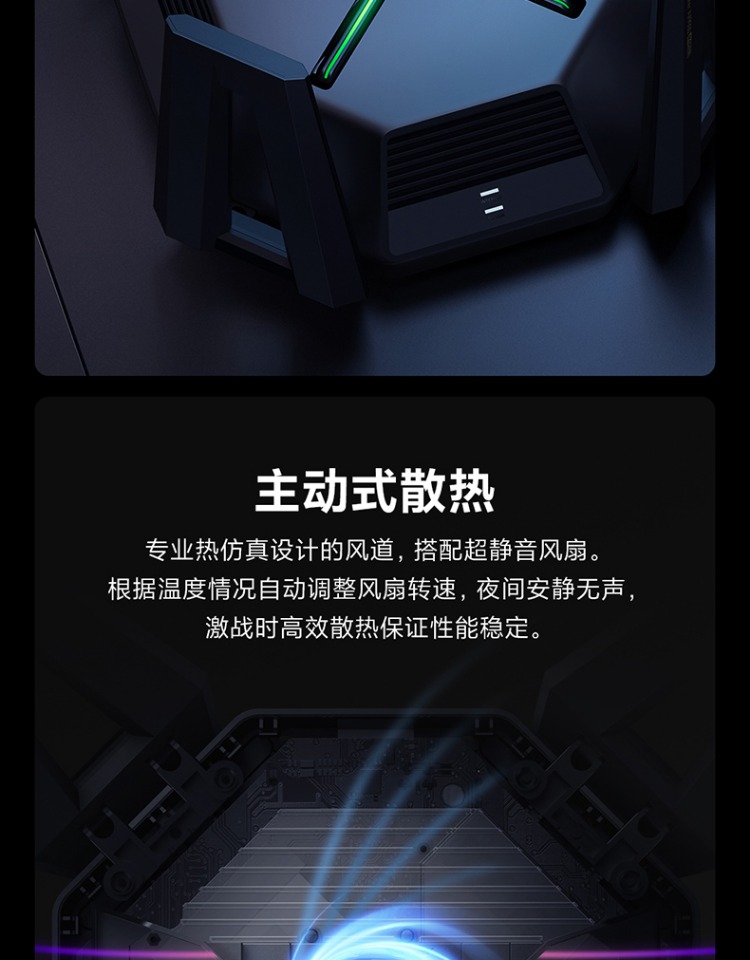 主动式散热
专业热仿真设计的风道，搭配超静音风扇。
根据温度情况自动调整风扇转速，夜间安静无声，
激战时高效散热保证性能稳定。